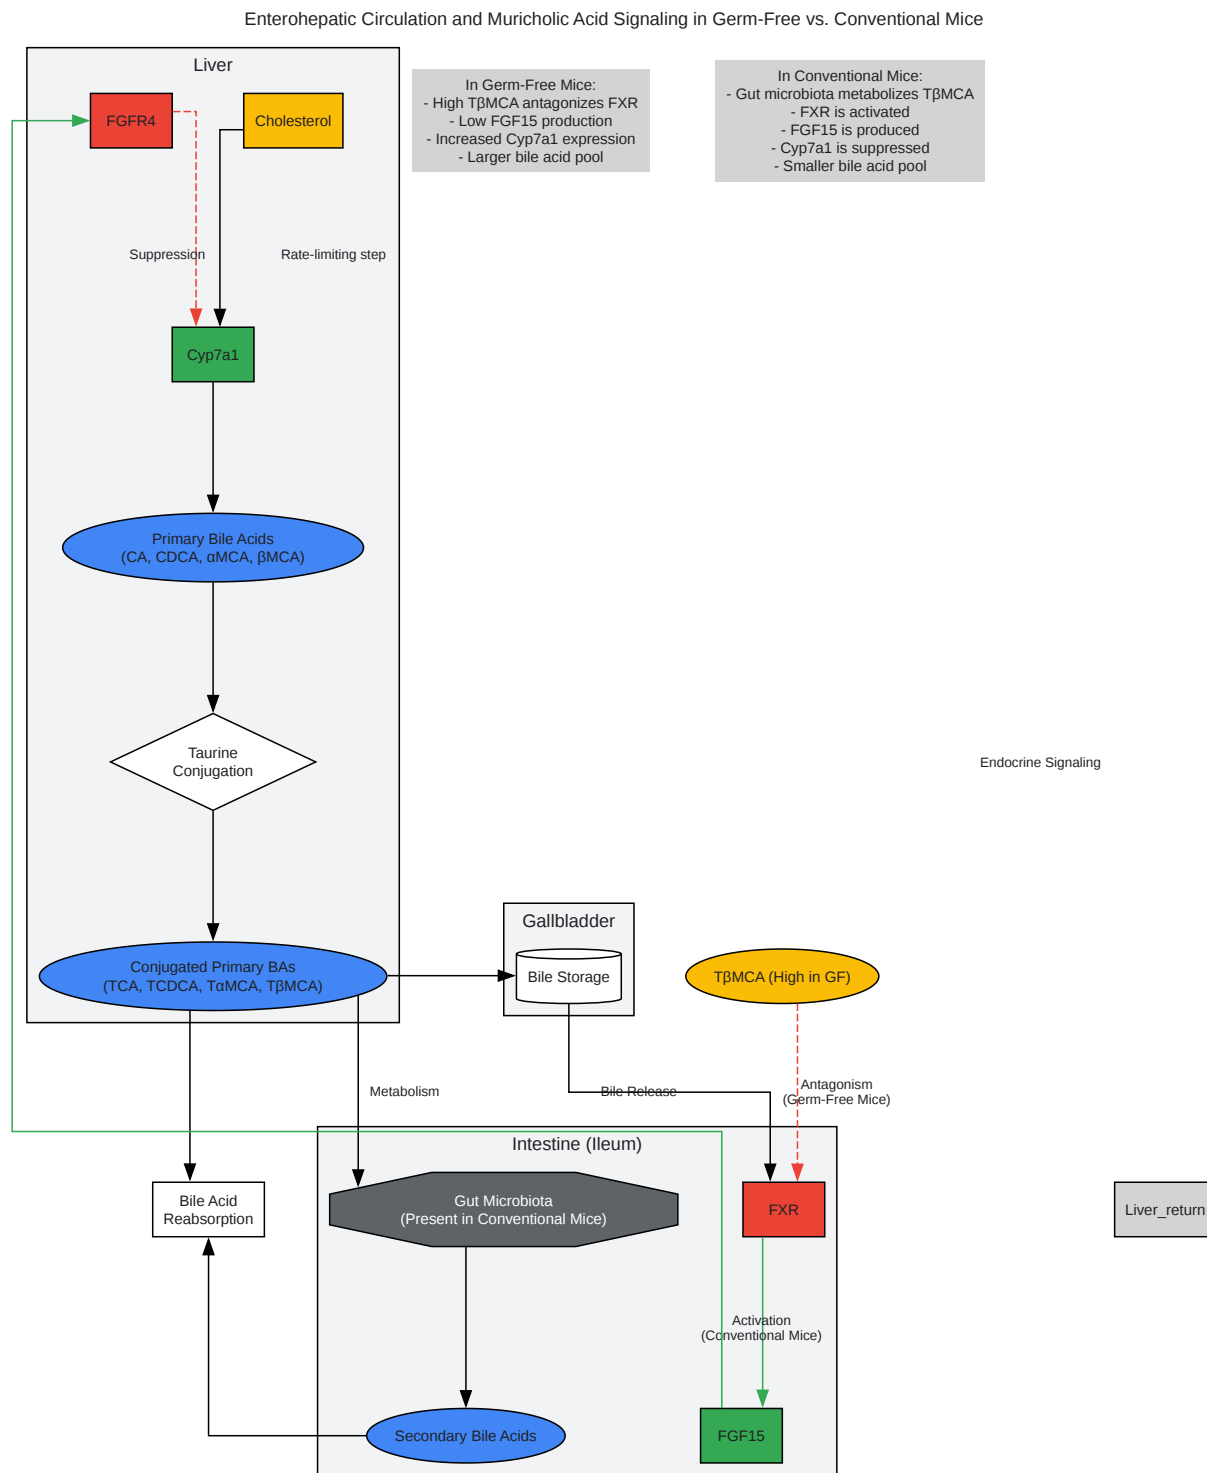 Enterohepatic Circulation and Muricholic Acid Signaling in Germ-Free vs. Conventional Mice
Liver
FGFR4
Cholesterol
In Germ-Free Mice:
- High TβMCA antagonizes FXR
- Low FGF15 production
- Increased Cyp7a1 expression
- Larger bile acid pool
In Conventional Mice:
- Gut microbiota metabolizes TβMCA
- FXR is activated
- FGF15 is produced
- Cyp7a1 is suppressed
- Smaller bile acid pool
Suppression
Rate-limiting step
Cyp7a1
Primary Bile Acids
(CA, CDCA, αMCA, βMCA)
Taurine
Conjugation
Endocrine Signaling
Conjugated Primary BAs
(TCA, TCDCA, TαMCA, TβMCA)
Gallbladder
Bile Storage
TβMCA (High in GF)
Metabolism
Bile Release
Antagonism
(Germ-Free Mice)
Intestine (Ileum)
Bile Acid
Reabsorption
Gut Microbiota
(Present in Conventional Mice)
FXR
Liver_return
Activation
(Conventional Mice)
Secondary Bile Acids
FGF15